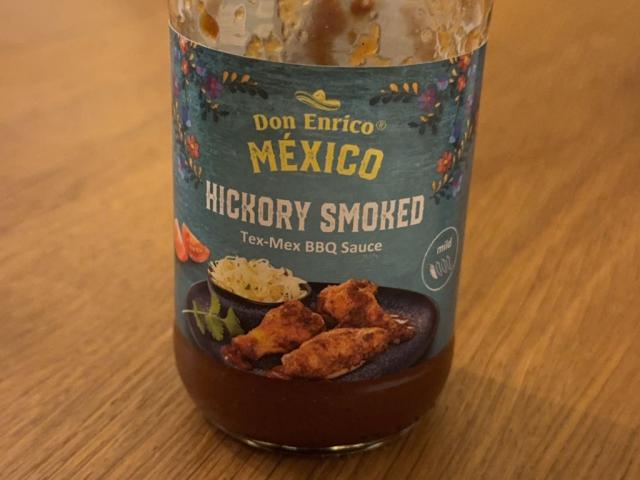 Don Enrico®
MÉXICO
HICKORY SMOKED
Tex-Mex BBQ Sauce
mild